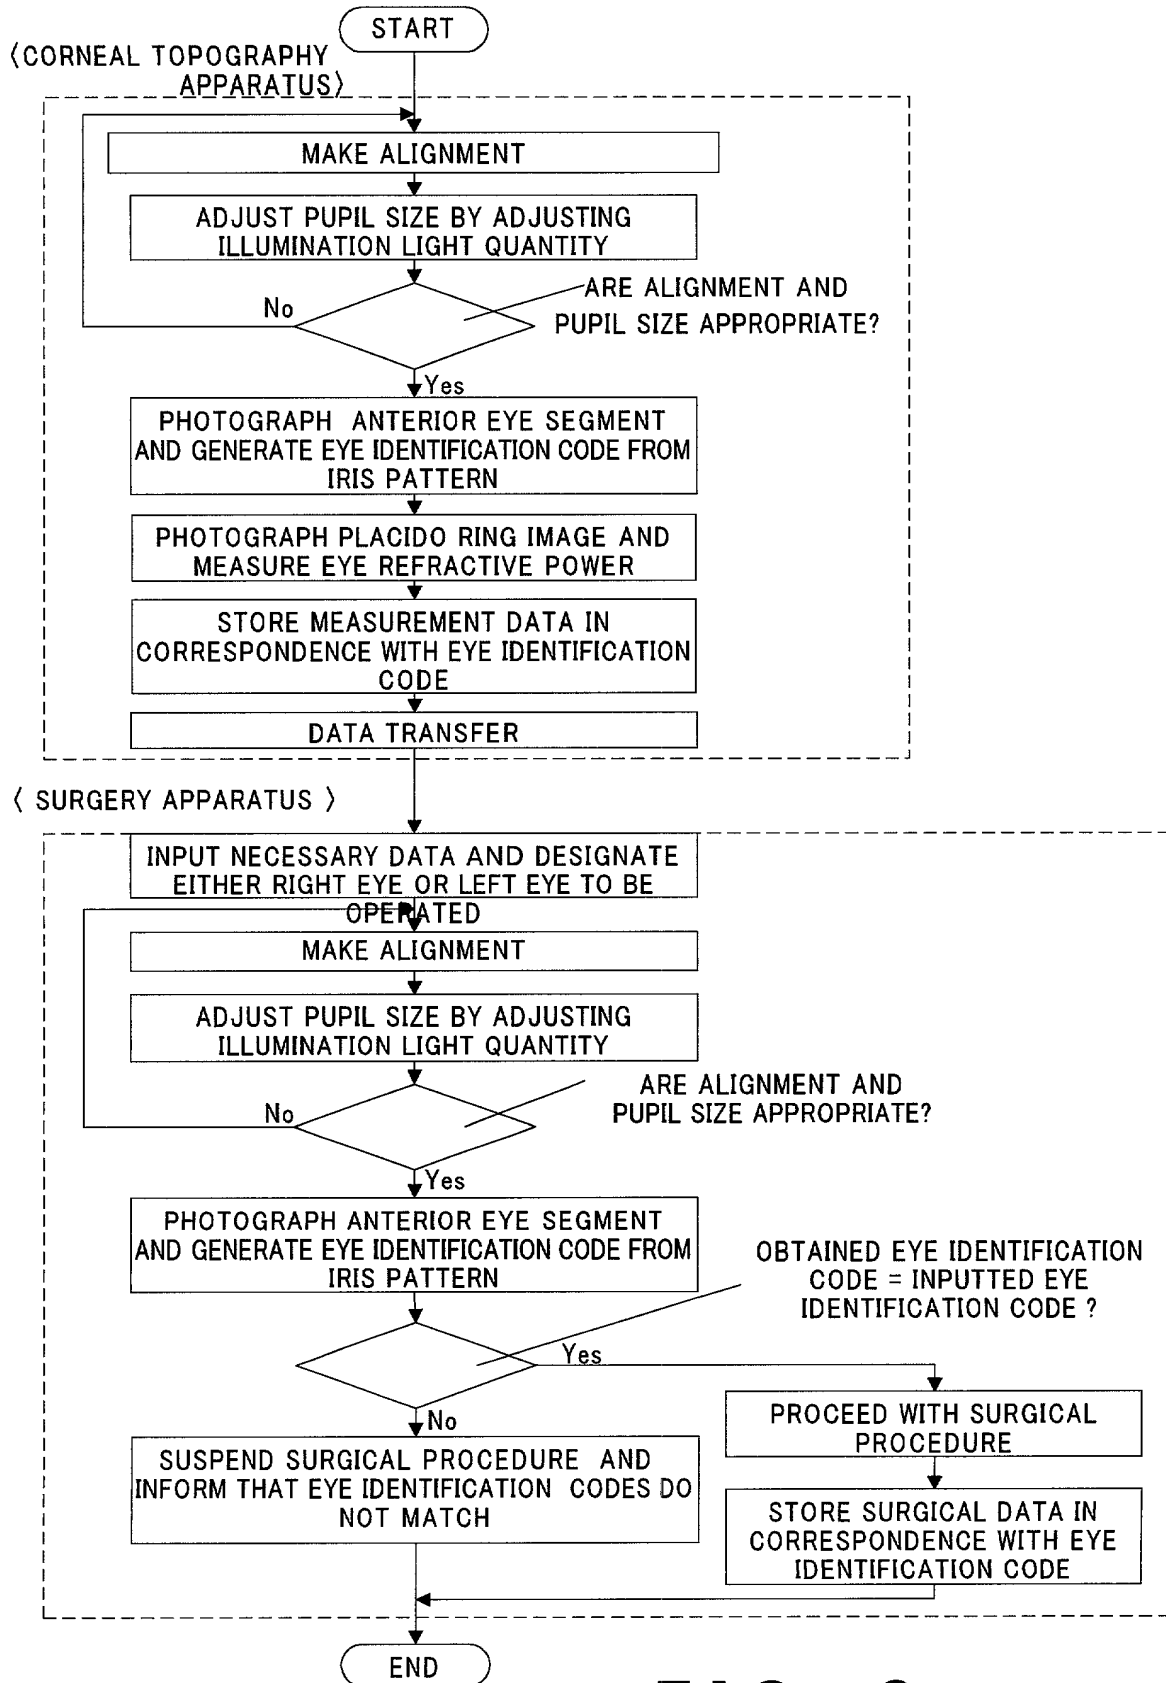 START
〈CORNEAL TOPOGRAPHY
APPARATUS〉
MAKE ALIGNMENT
ADJUST PUPIL SIZE BY ADJUSTING
ILLUMINATION LIGHT QUANTITY
No
ARE ALIGNMENT AND
PUPIL SIZE APPROPRIATE?
Yes
PHOTOGRAPH ANTERIOR EYE SEGMENT
AND GENERATE EYE IDENTIFICATION CODE FROM
IRIS PATTERN
PHOTOGRAPH PLACIDO RING IMAGE AND
MEASURE EYE REFRACTIVE POWER
STORE MEASUREMENT DATA IN
CORRESPONDENCE WITH EYE IDENTIFICATION
CODE
DATA TRANSFER
〈 SURGERY APPARATUS 〉
INPUT NECESSARY DATA AND DESIGNATE
EITHER RIGHT EYE OR LEFT EYE TO BE
OPERATED
MAKE ALIGNMENT
ADJUST PUPIL SIZE BY ADJUSTING
ILLUMINATION LIGHT QUANTITY
No
ARE ALIGNMENT AND
PUPIL SIZE APPROPRIATE?
Yes
PHOTOGRAPH ANTERIOR EYE SEGMENT
AND GENERATE EYE IDENTIFICATION CODE FROM
IRIS PATTERN
OBTAINED EYE IDENTIFICATION
CODE = INPUTTED EYE
IDENTIFICATION CODE ?
Yes
No
PROCEED WITH SURGICAL
PROCEDURE
SUSPEND SURGICAL PROCEDURE AND
INFORM THAT EYE IDENTIFICATION CODES DO
NOT MATCH
STORE SURGICAL DATA IN
CORRESPONDENCE WITH EYE
IDENTIFICATION CODE
END